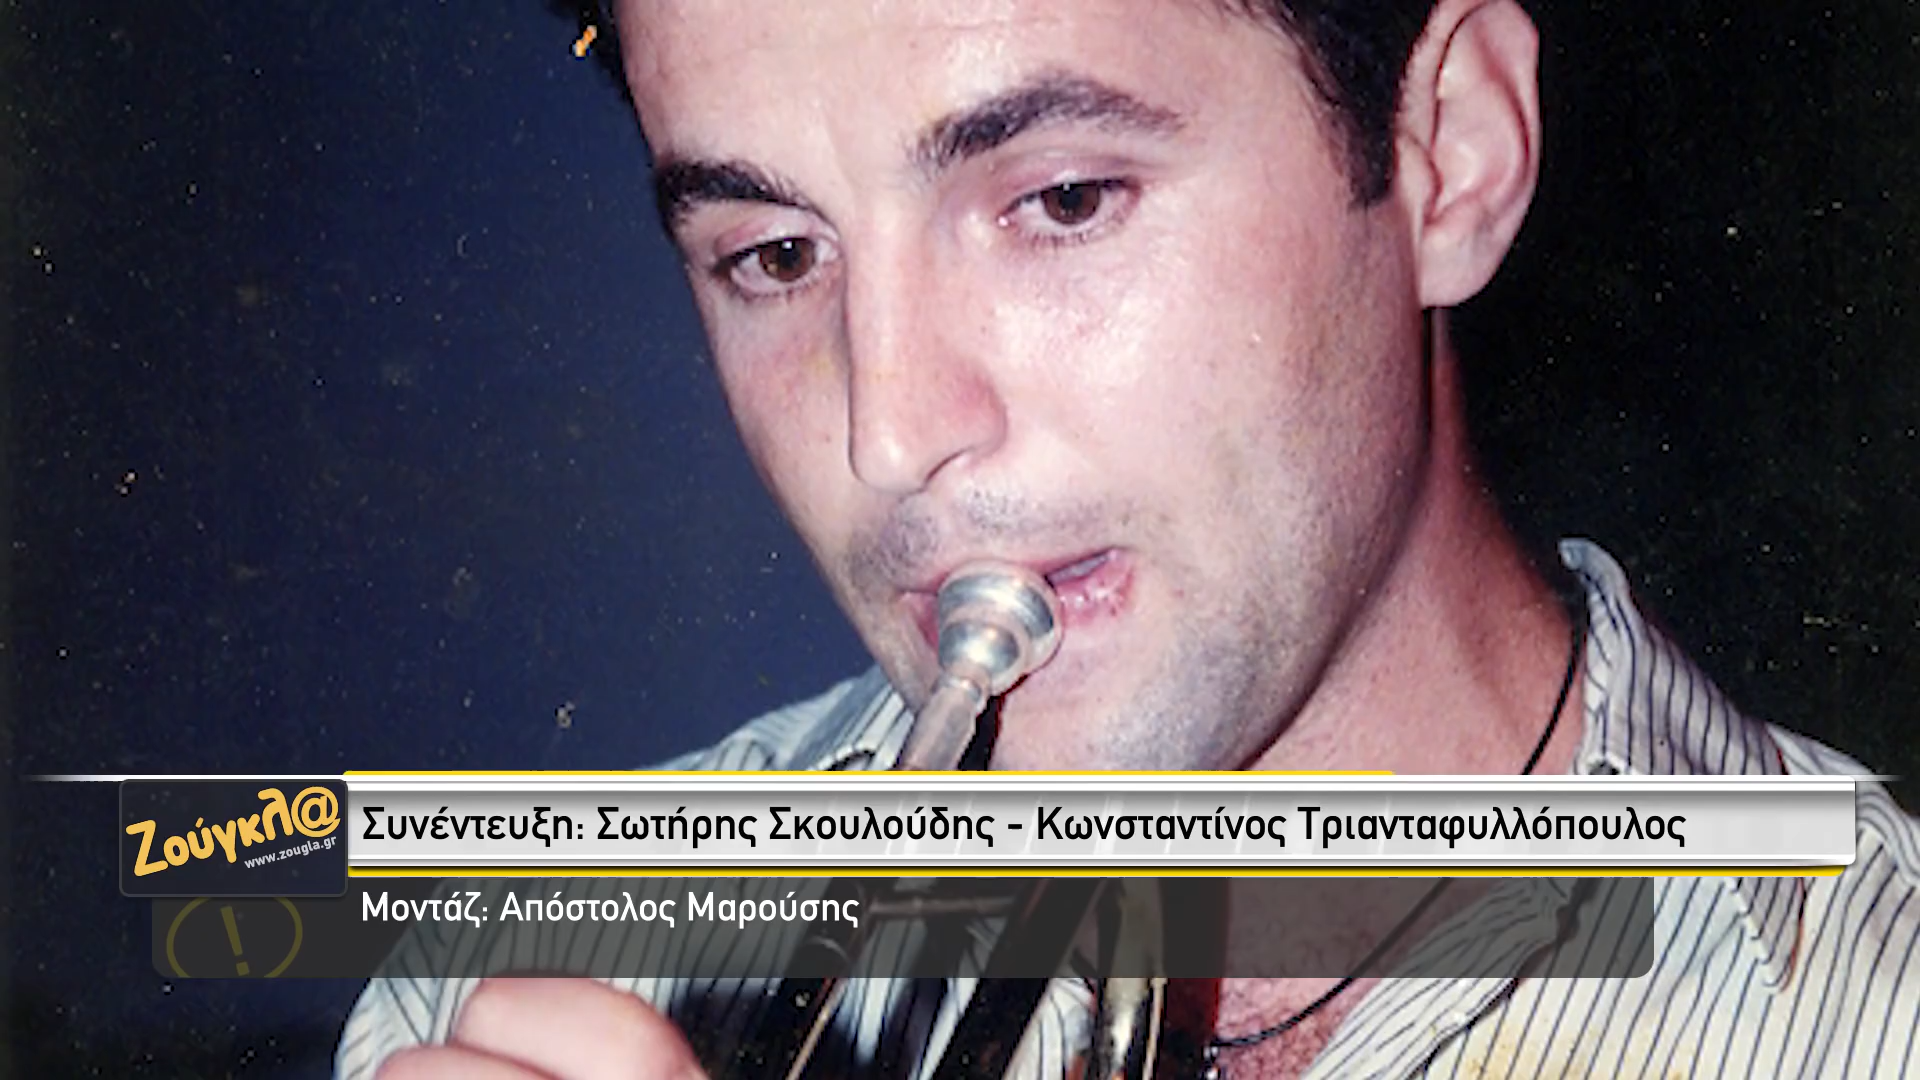 Ζούγκλ@
www.zougla.gr
Συνέντευξη: Σωτήρης Σκουλούδης - Κωνσταντίνος Τριανταφυλλόπουλος
Μοντάζ: Απόστολος Μαρούσης
!